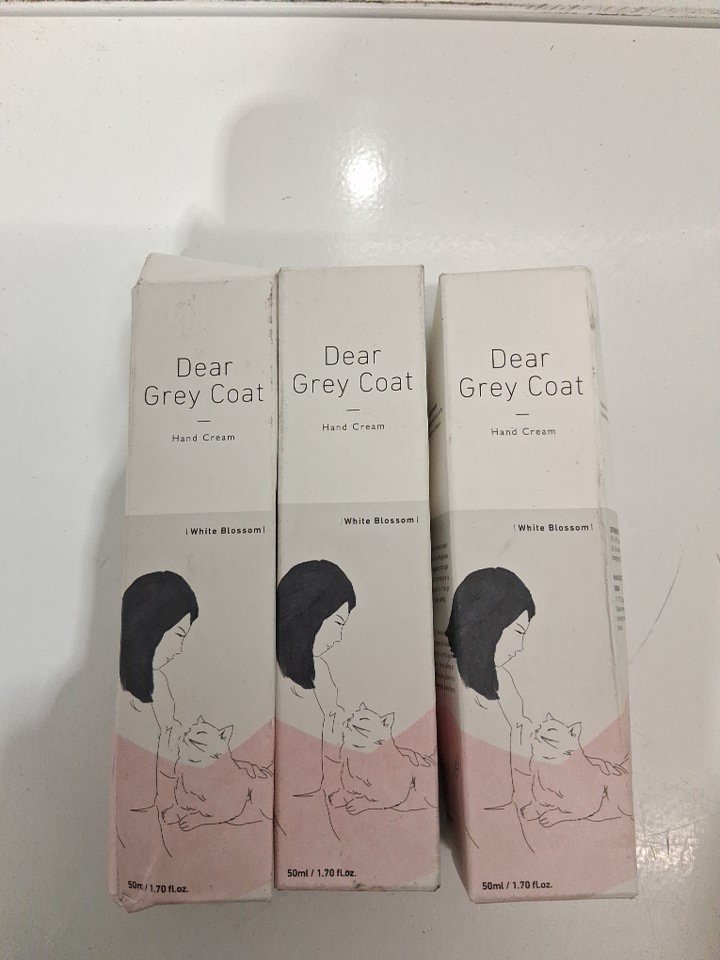 Dear
Grey Coat
Hand Cream
|White Blossom|
50ml / 1.70 fl.oz.
Dear
Grey Coat
Hand Cream
|White Blossom|
50ml / 1.70 fl.oz.
Dear
Grey Coat
Hand Cream
|White Blossom|
50ml / 1.70 fl.oz.